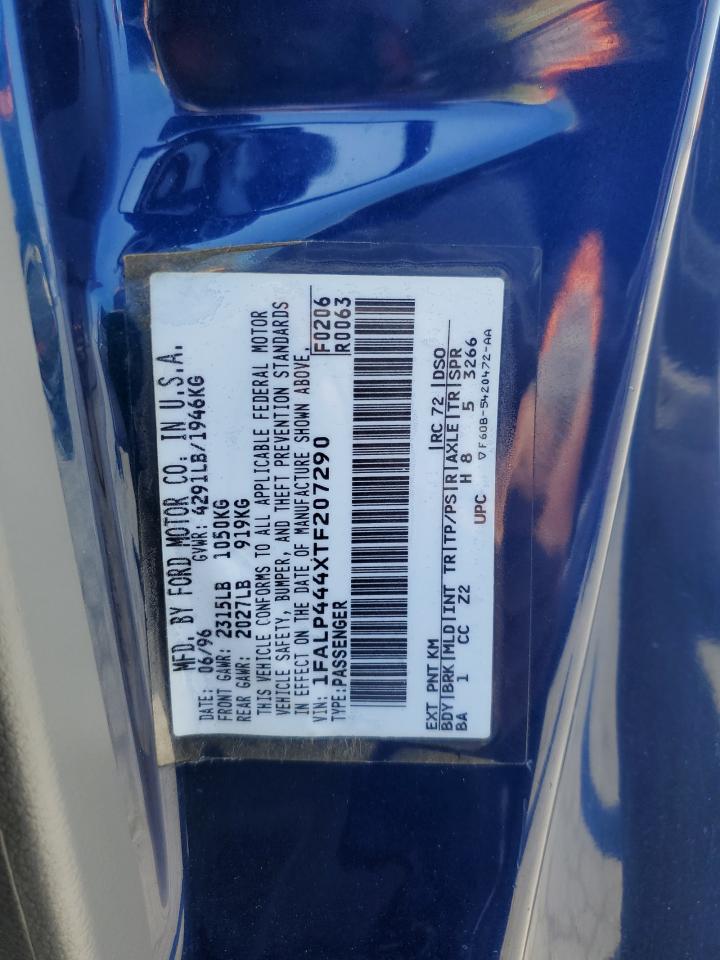 MFD. BY FORD MOTOR CO. IN U.S.A.
DATE: 06/96 GVWR: 4291LB/1946KG
FRONT GAWR: 2315LB 1050KG
REAR GAWR: 2027LB 919KG
THIS VEHICLE CONFORMS TO ALL APPLICABLE FEDERAL MOTOR
VEHICLE SAFETY, BUMPER, AND THEFT PREVENTION STANDARDS
IN EFFECT ON THE DATE OF MANUFACTURE SHOWN ABOVE.
VIN: 1FALP444XTF207290 F0206
TYPE: PASSENGER R0063
EXT PNT KM RC 72 DSO
BDY BRK MLD INT TR TP/PS R AXLE TR SPR
BA 1 CC Z2 H 8 5 3266
UPC ▽F60B-5420472-AA